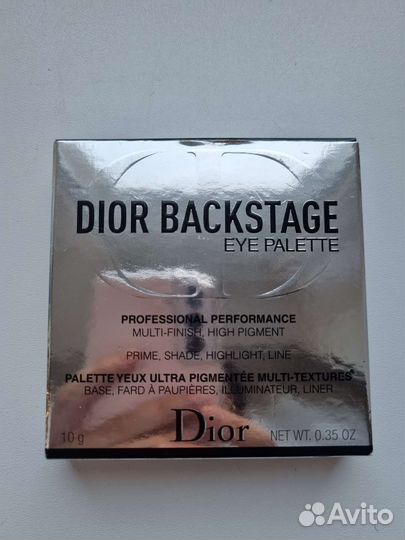 DIOR BACKSTAGE
EYE PALETTE
PROFESSIONAL PERFORMANCE
MULTI-FINISH, HIGH PIGMENT
PRIME, SHADE, HIGHLIGHT, LINE
PALETTE YEUX ULTRA PIGMENTÉE MULTI-TEXTURES
BASE, FARD À PAUPIÈRES, ILLUMINATEUR, LINER
10 g Dior NET WT. 0.35 OZ
Avito